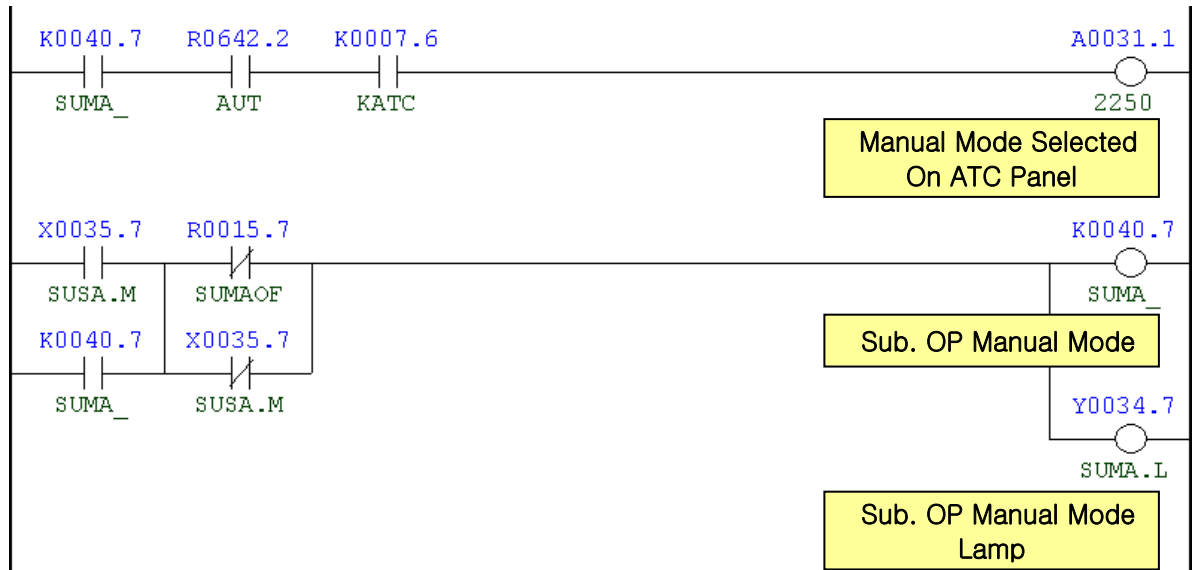 K0040.7 R0642.2 K0007.6 A0031.1
SUMA_ AUT KATC 2250
Manual Mode Selected
On ATC Panel
X0035.7 R0015.7 K0040.7
SUSA.M SUMAOF SUMA_
K0040.7 X0035.7
Sub. OP Manual Mode
SUMA_ SUSA.M Y0034.7
SUMA.L
Sub. OP Manual Mode
Lamp